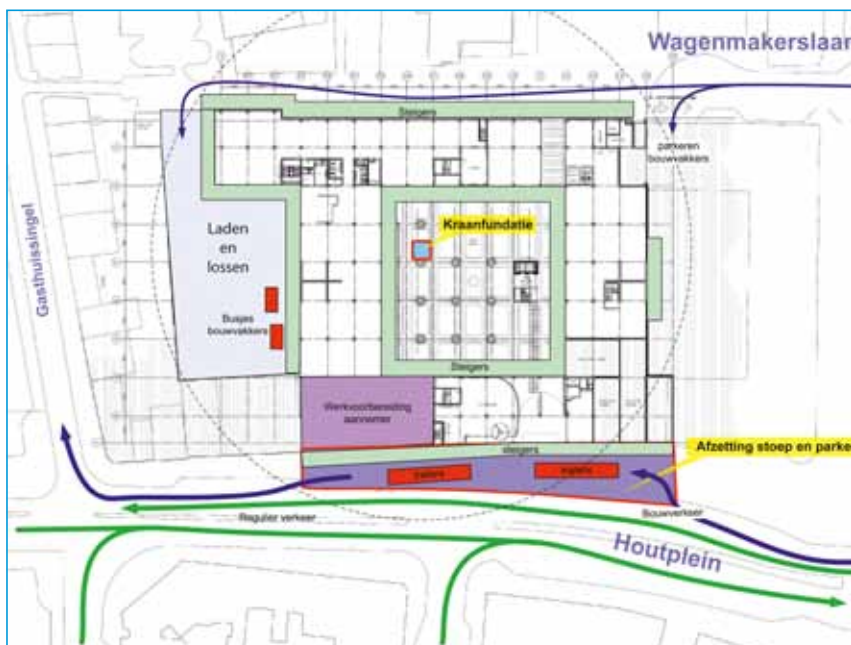 Wagenmakerslaan
Steigers
parkeren
bouwvakkers
Kraanfundatie
Laden
en
lossen
Gasthuissingel
Busjes
bouwvakkers
Steigers
Werkvoorbereiding
aannemer
steigers
Afzetting stoep en parke
Regulier verkeer
Bouwverkeer
Houtplein